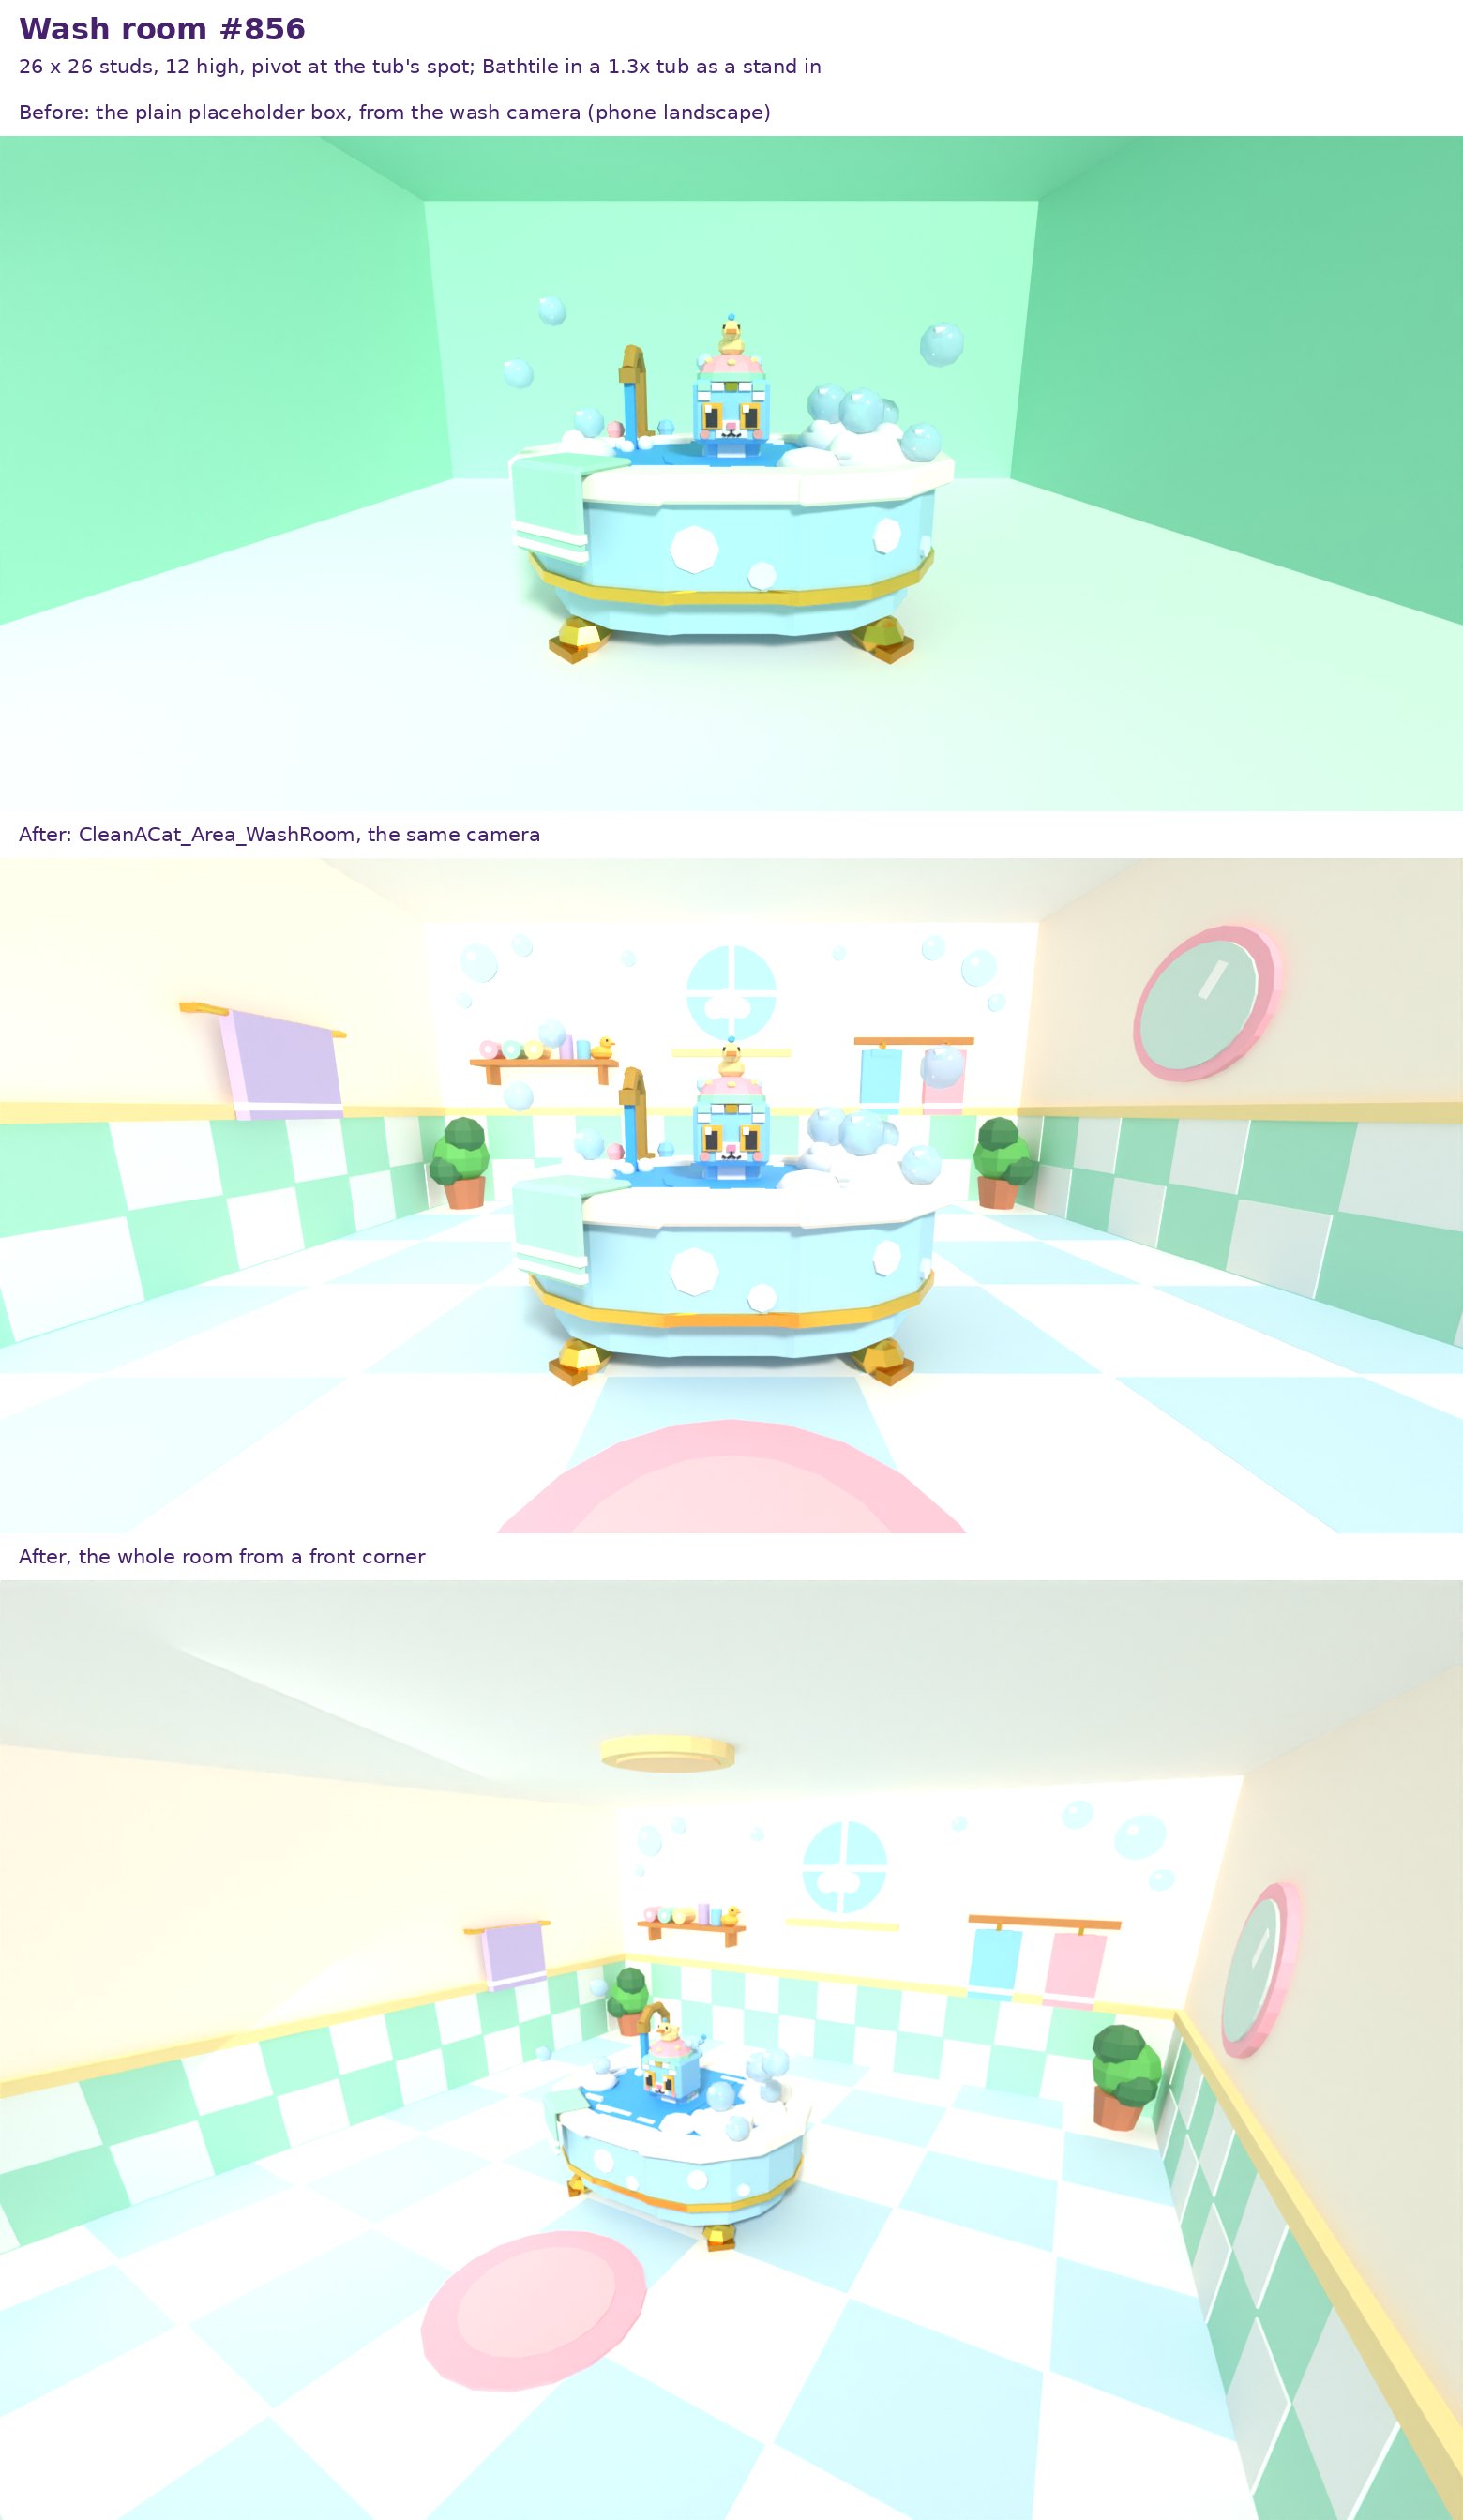 Wash room #856
26 x 26 studs, 12 high, pivot at the tub's spot; Bathtile in a 1.3x tub as a stand in
Before: the plain placeholder box, from the wash camera (phone landscape)
After: CleanACat_Area_WashRoom, the same camera
After, the whole room from a front corner